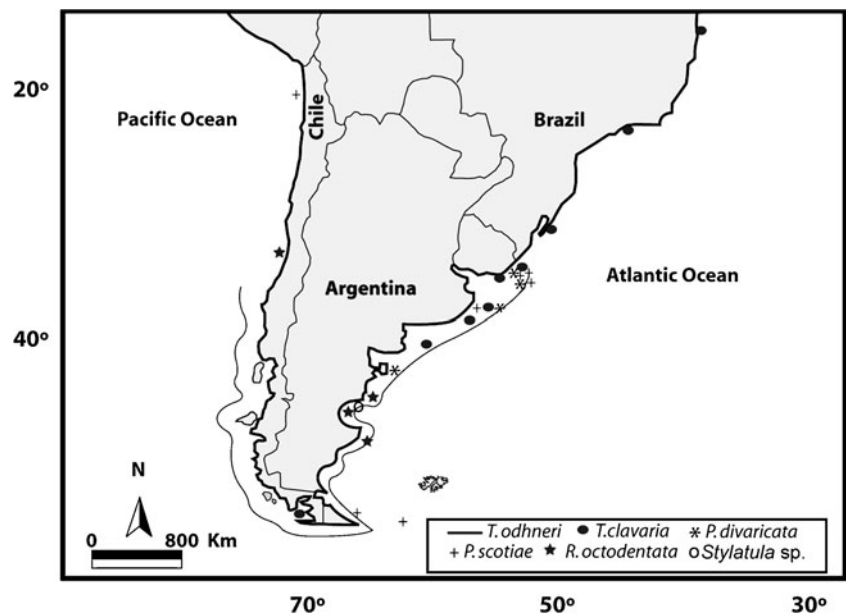 20º
Pacific Ocean
Chile
Brazil
Argentina
Atlantic Ocean
40º
N
0 800 Km
T. odhneri T. clavaria P. divaricata
P. scotiae R. octodentata Stylatula sp.
70º 50º 30º